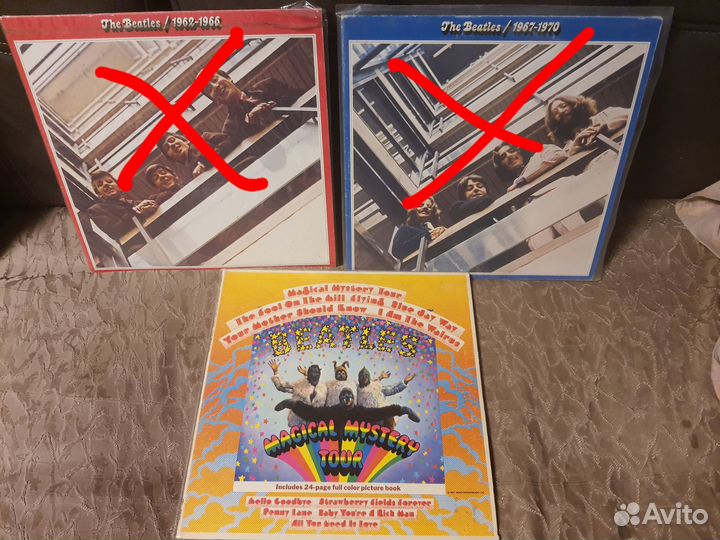 The Beatles / 1962-1966
The Beatles / 1967-1970
Magical Mystery Tour
The Fool On The Hill Flying Blue Jay Way
Your Mother Should Know I Am The Walrus
BEATLES
MAGICAL MYSTERY
TOUR
Includes 24-page full color picture book
Hello Goodbye Strawberry Fields Forever
Penny Lane Baby You're A Rich Man
All You Need Is Love
Avito